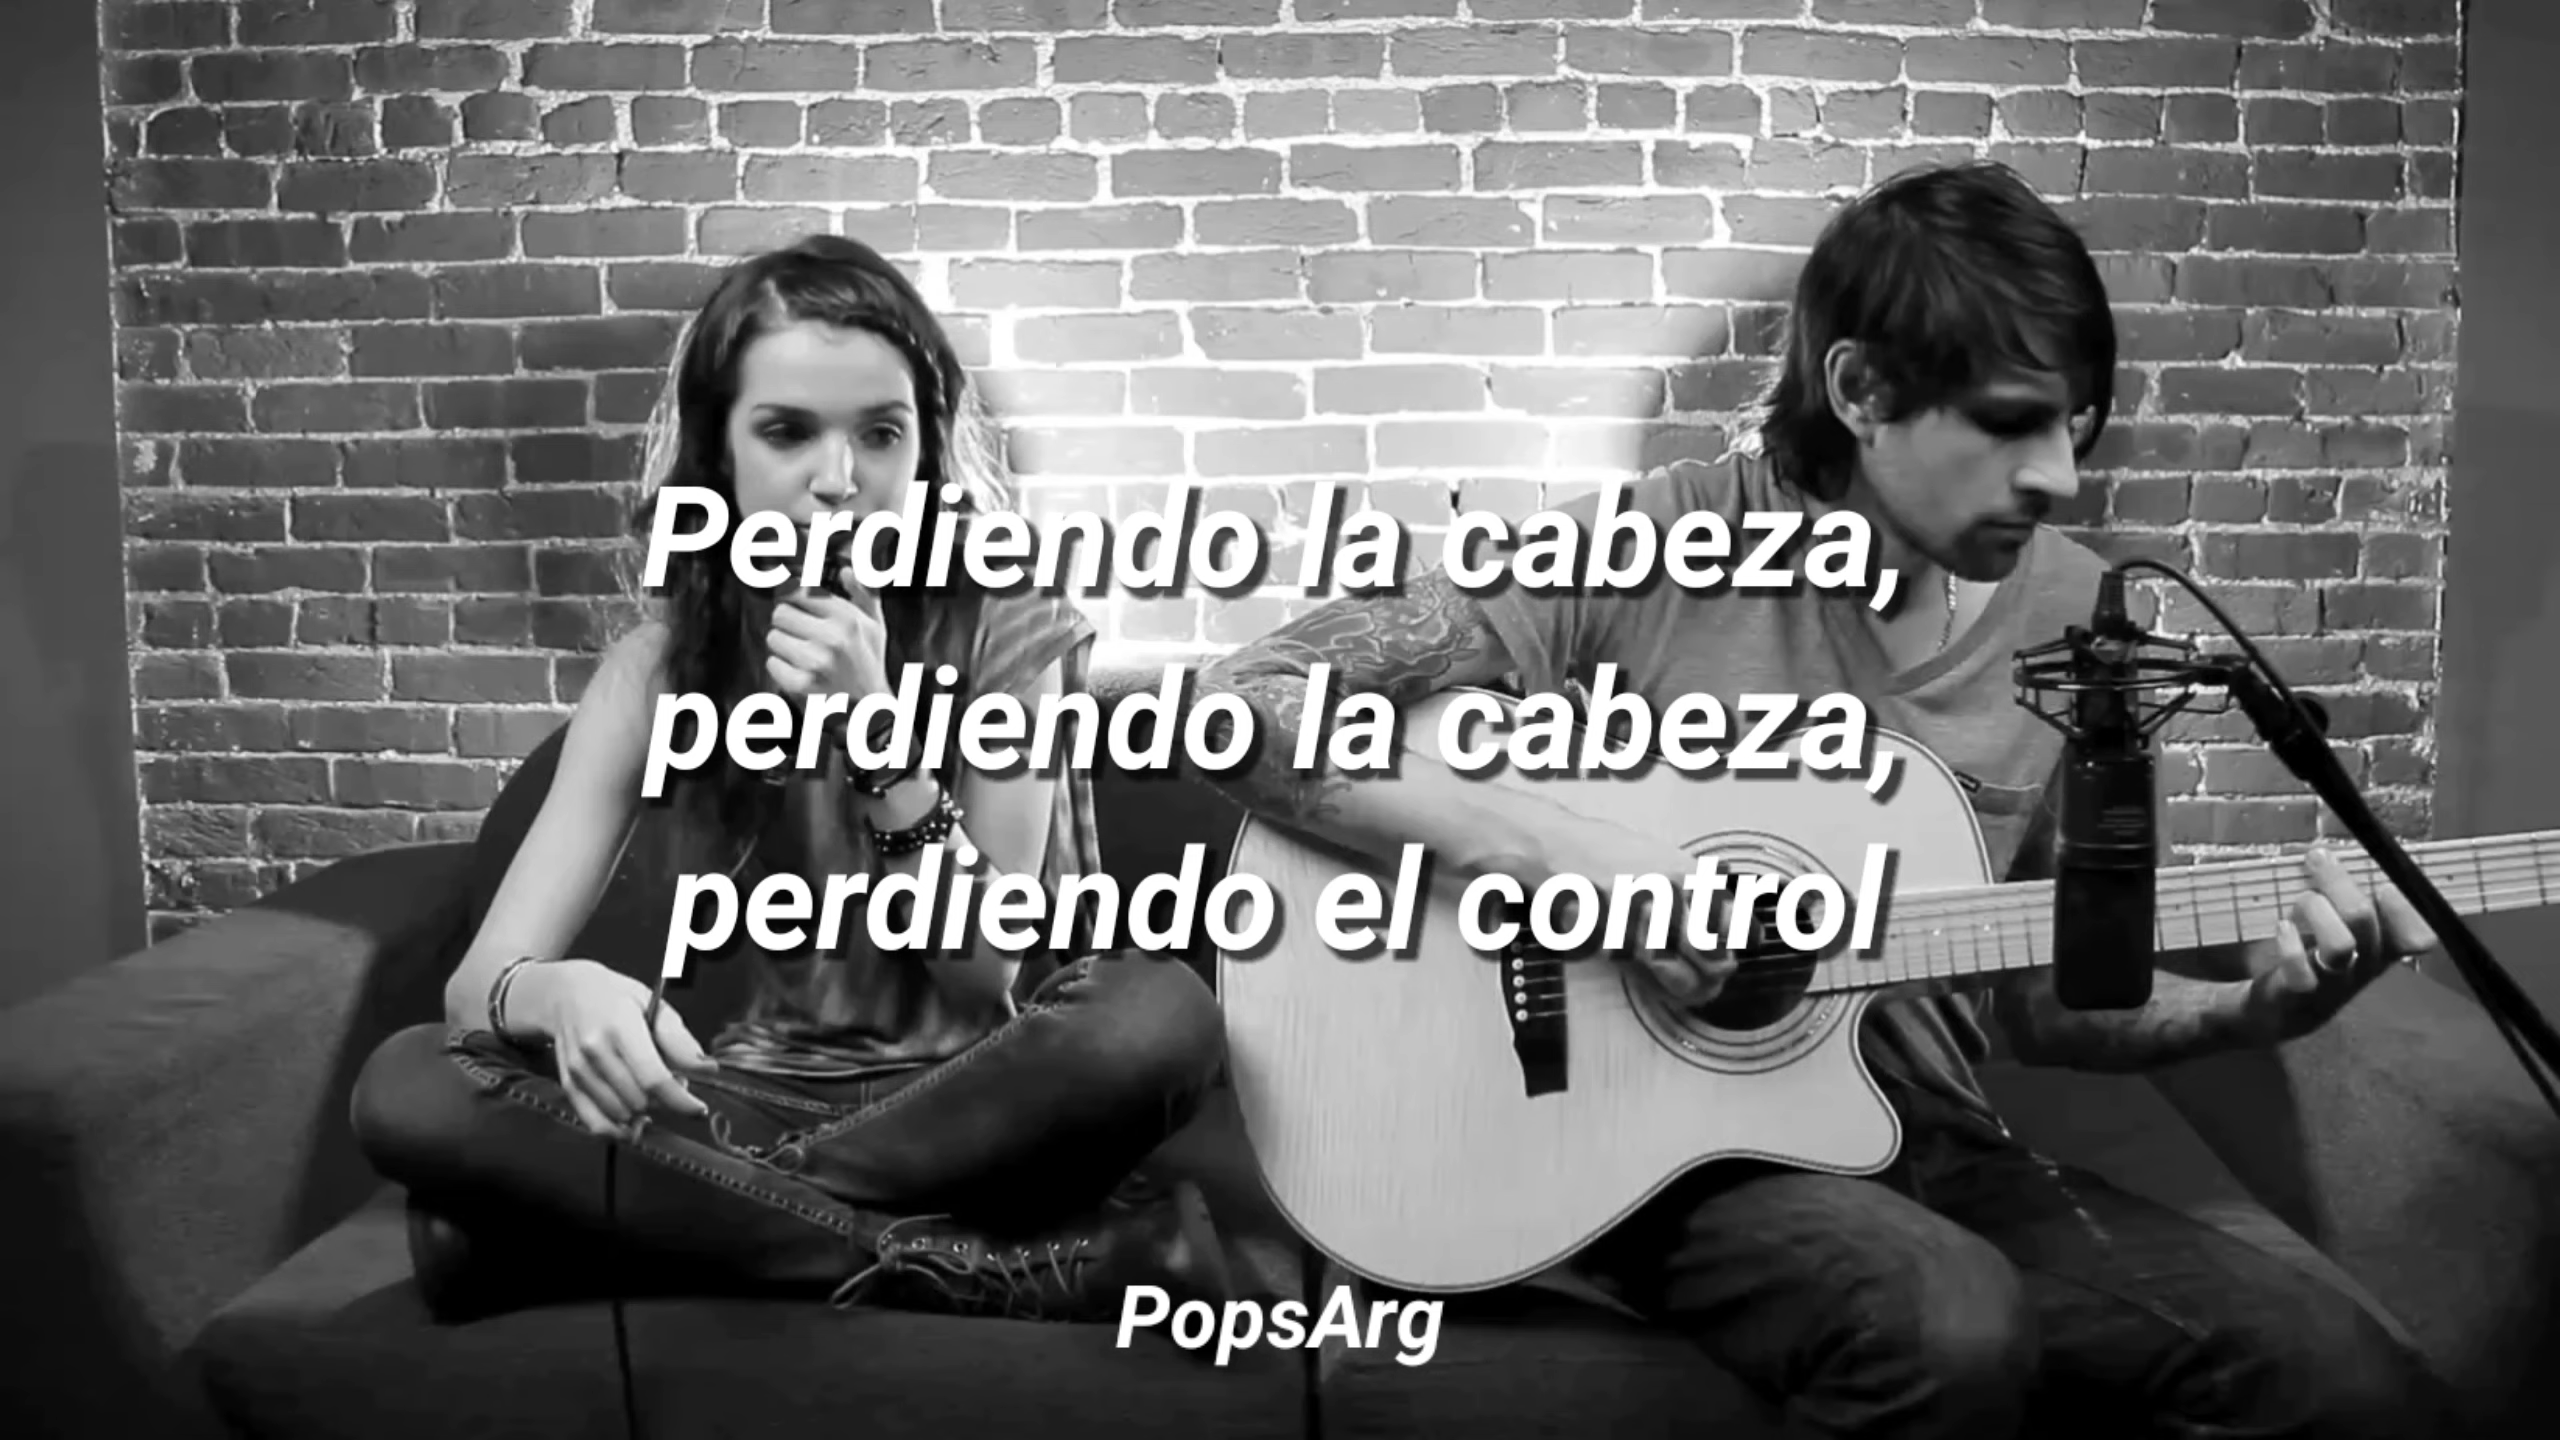 Perdiendo la cabeza,
perdiendo la cabeza,
perdiendo el control
PopsArg